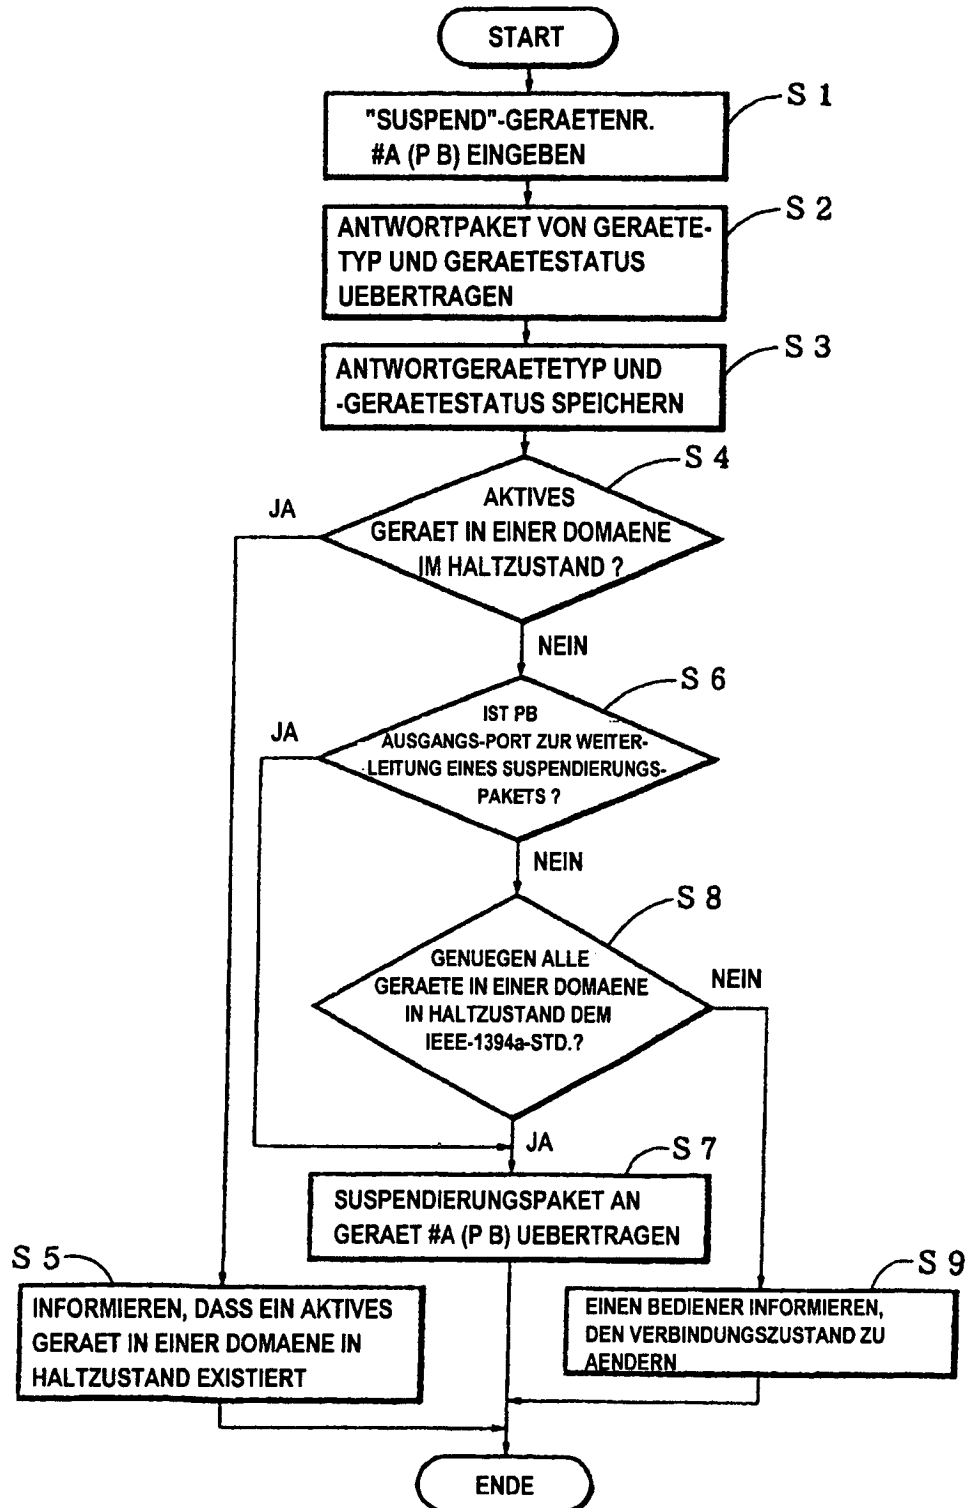 START
S 1
"SUSPEND"-GERAETENR.
#A (P B) EINGEBEN
S 2
ANTWORTPAKET VON GERAETE-
TYP UND GERAETESTATUS
UEBERTRAGEN
S 3
ANTWORTGERAETETYP UND
-GERAETESTATUS SPEICHERN
S 4
JA
AKTIVES
GERAET IN EINER DOMAENE
IM HALTZUSTAND ?
NEIN
S 6
JA
IST PB
AUSGANGS-PORT ZUR WEITER-
LEITUNG EINES SUSPENDIERUNGS-
PAKETS ?
NEIN
S 8
GENUEGEN ALLE
GERAETE IN EINER DOMAENE
IN HALTZUSTAND DEM
IEEE-1394a-STD.?
NEIN
JA
S 7
SUSPENDIERUNGSPAKET AN
GERAET #A (P B) UEBERTRAGEN
S 5
INFORMIEREN, DASS EIN AKTIVES
GERAET IN EINER DOMAENE IN
HALTZUSTAND EXISTIERT
S 9
EINEN BEDIENER INFORMIEREN,
DEN VERBINDUNGSZUSTAND ZU
AENDERN
ENDE